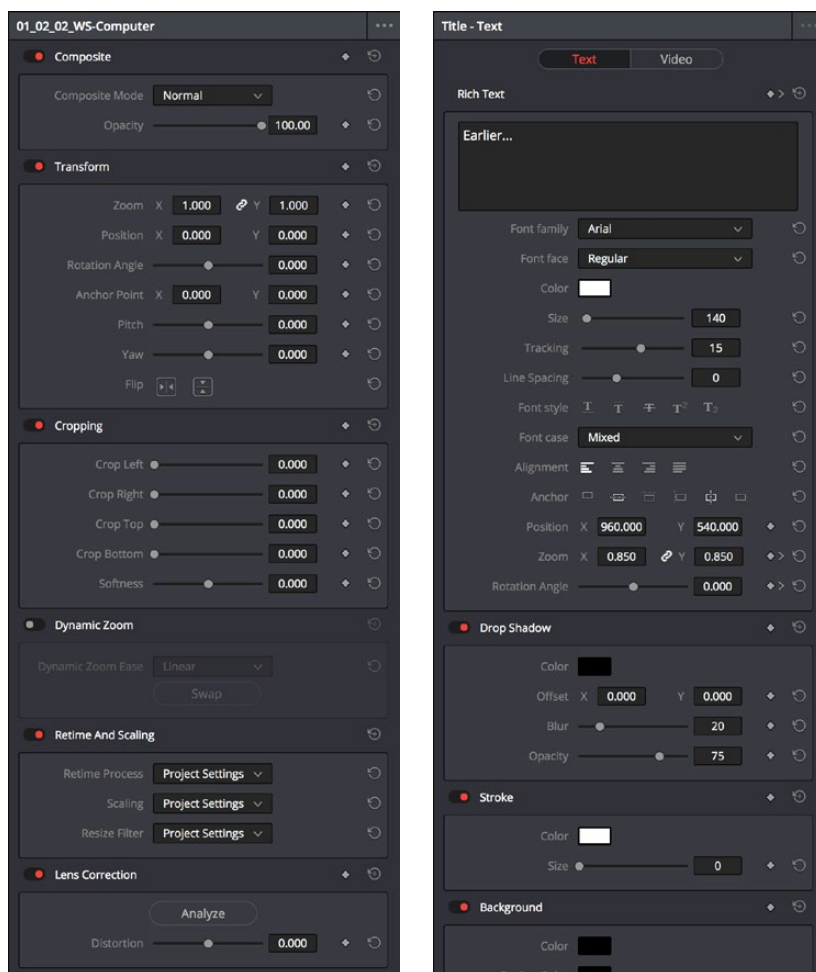 01_02_02_WS-Computer
Composite
Composite Mode Normal
Opacity 100.00
Transform
Zoom X 1.000 Y 1.000
Position X 0.000 Y 0.000
Rotation Angle 0.000
Anchor Point X 0.000 Y 0.000
Pitch 0.000
Yaw 0.000
Flip
Cropping
Crop Left 0.000
Crop Right 0.000
Crop Top 0.000
Crop Bottom 0.000
Softness 0.000
Dynamic Zoom
Dynamic Zoom Ease Linear
Swap
Retime And Scaling
Retime Process Project Settings
Scaling Project Settings
Resize Filter Project Settings
Lens Correction
Analyze
Distortion 0.000
Title - Text
Text Video
Rich Text
Earlier...
Font family Arial
Font face Regular
Color
Size 140
Tracking 15
Line Spacing 0
Font style T T T T² T₂
Font case Mixed
Alignment
Anchor
Position X 960.000 Y 540.000
Zoom X 0.850 Y 0.850
Rotation Angle 0.000
Drop Shadow
Color
Offset X 0.000 Y 0.000
Blur 20
Opacity 75
Stroke
Color
Size 0
Background
Color